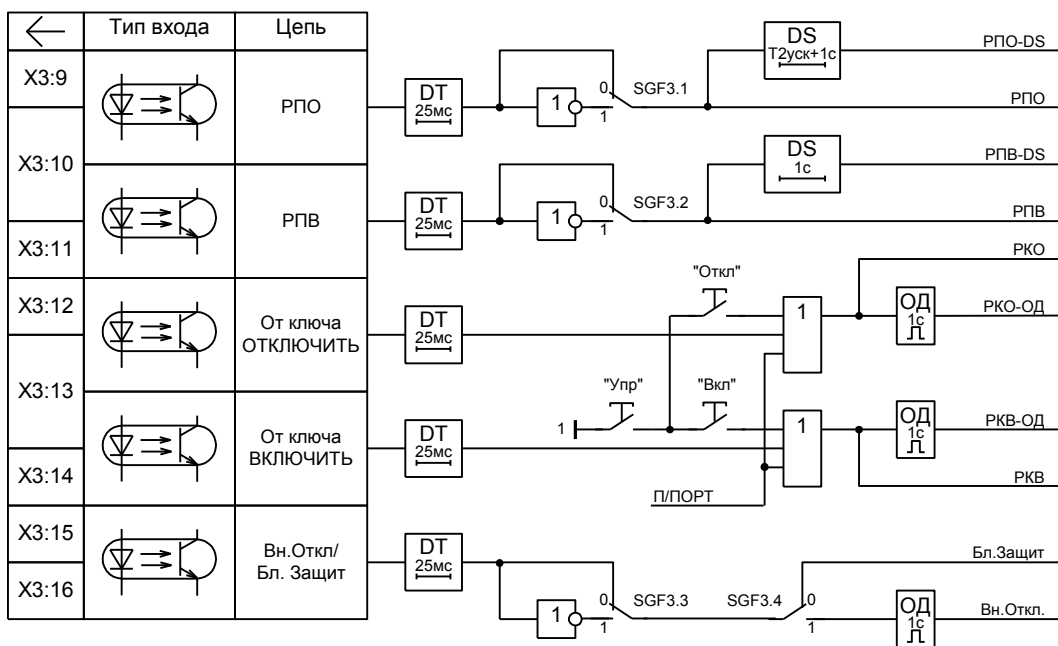 Тип входа
Цепь
X3:9
X3:10
X3:11
X3:12
X3:13
X3:14
X3:15
X3:16
РПО
РПВ
От ключа
ОТКЛЮЧИТЬ
От ключа
ВКЛЮЧИТЬ
Вн.Откл/
Бл. Защит
DT
25мс
1
0
1
SGF3.1
DS
Т2уск+1с
РПО-DS
РПО
DT
25мс
1
0
1
SGF3.2
DS
1с
РПВ-DS
РПВ
DT
25мс
"Откл"
1
РКО
ОД
1с
РКО-ОД
DT
25мс
1
"Упр"
"Вкл"
1
П/ПОРТ
ОД
1с
РКВ-ОД
РКВ
DT
25мс
1
0
1
SGF3.3
SGF3.4
0
1
Бл.Защит
ОД
1с
Вн.Откл.